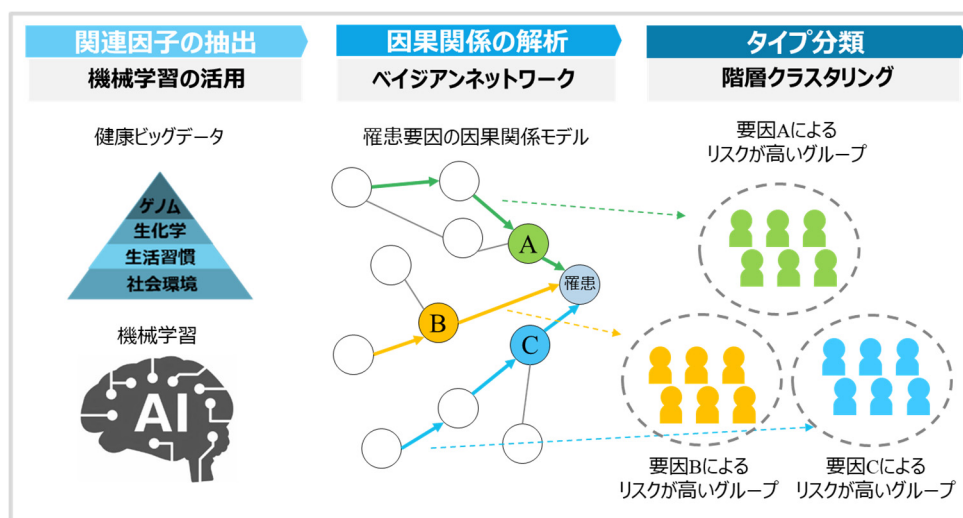 関連因子の抽出
機械学習の活用
健康ビッグデータ
ゲノム
生化学
生活習慣
社会環境
機械学習
AI
因果関係の解析
ベイジアンネットワーク
罹患要因の因果関係モデル
A
罹患
B
C
タイプ分類
階層クラスタリング
要因Aによる
リスクが高いグループ
要因Bによる
リスクが高いグループ
要因Cによる
リスクが高いグループ